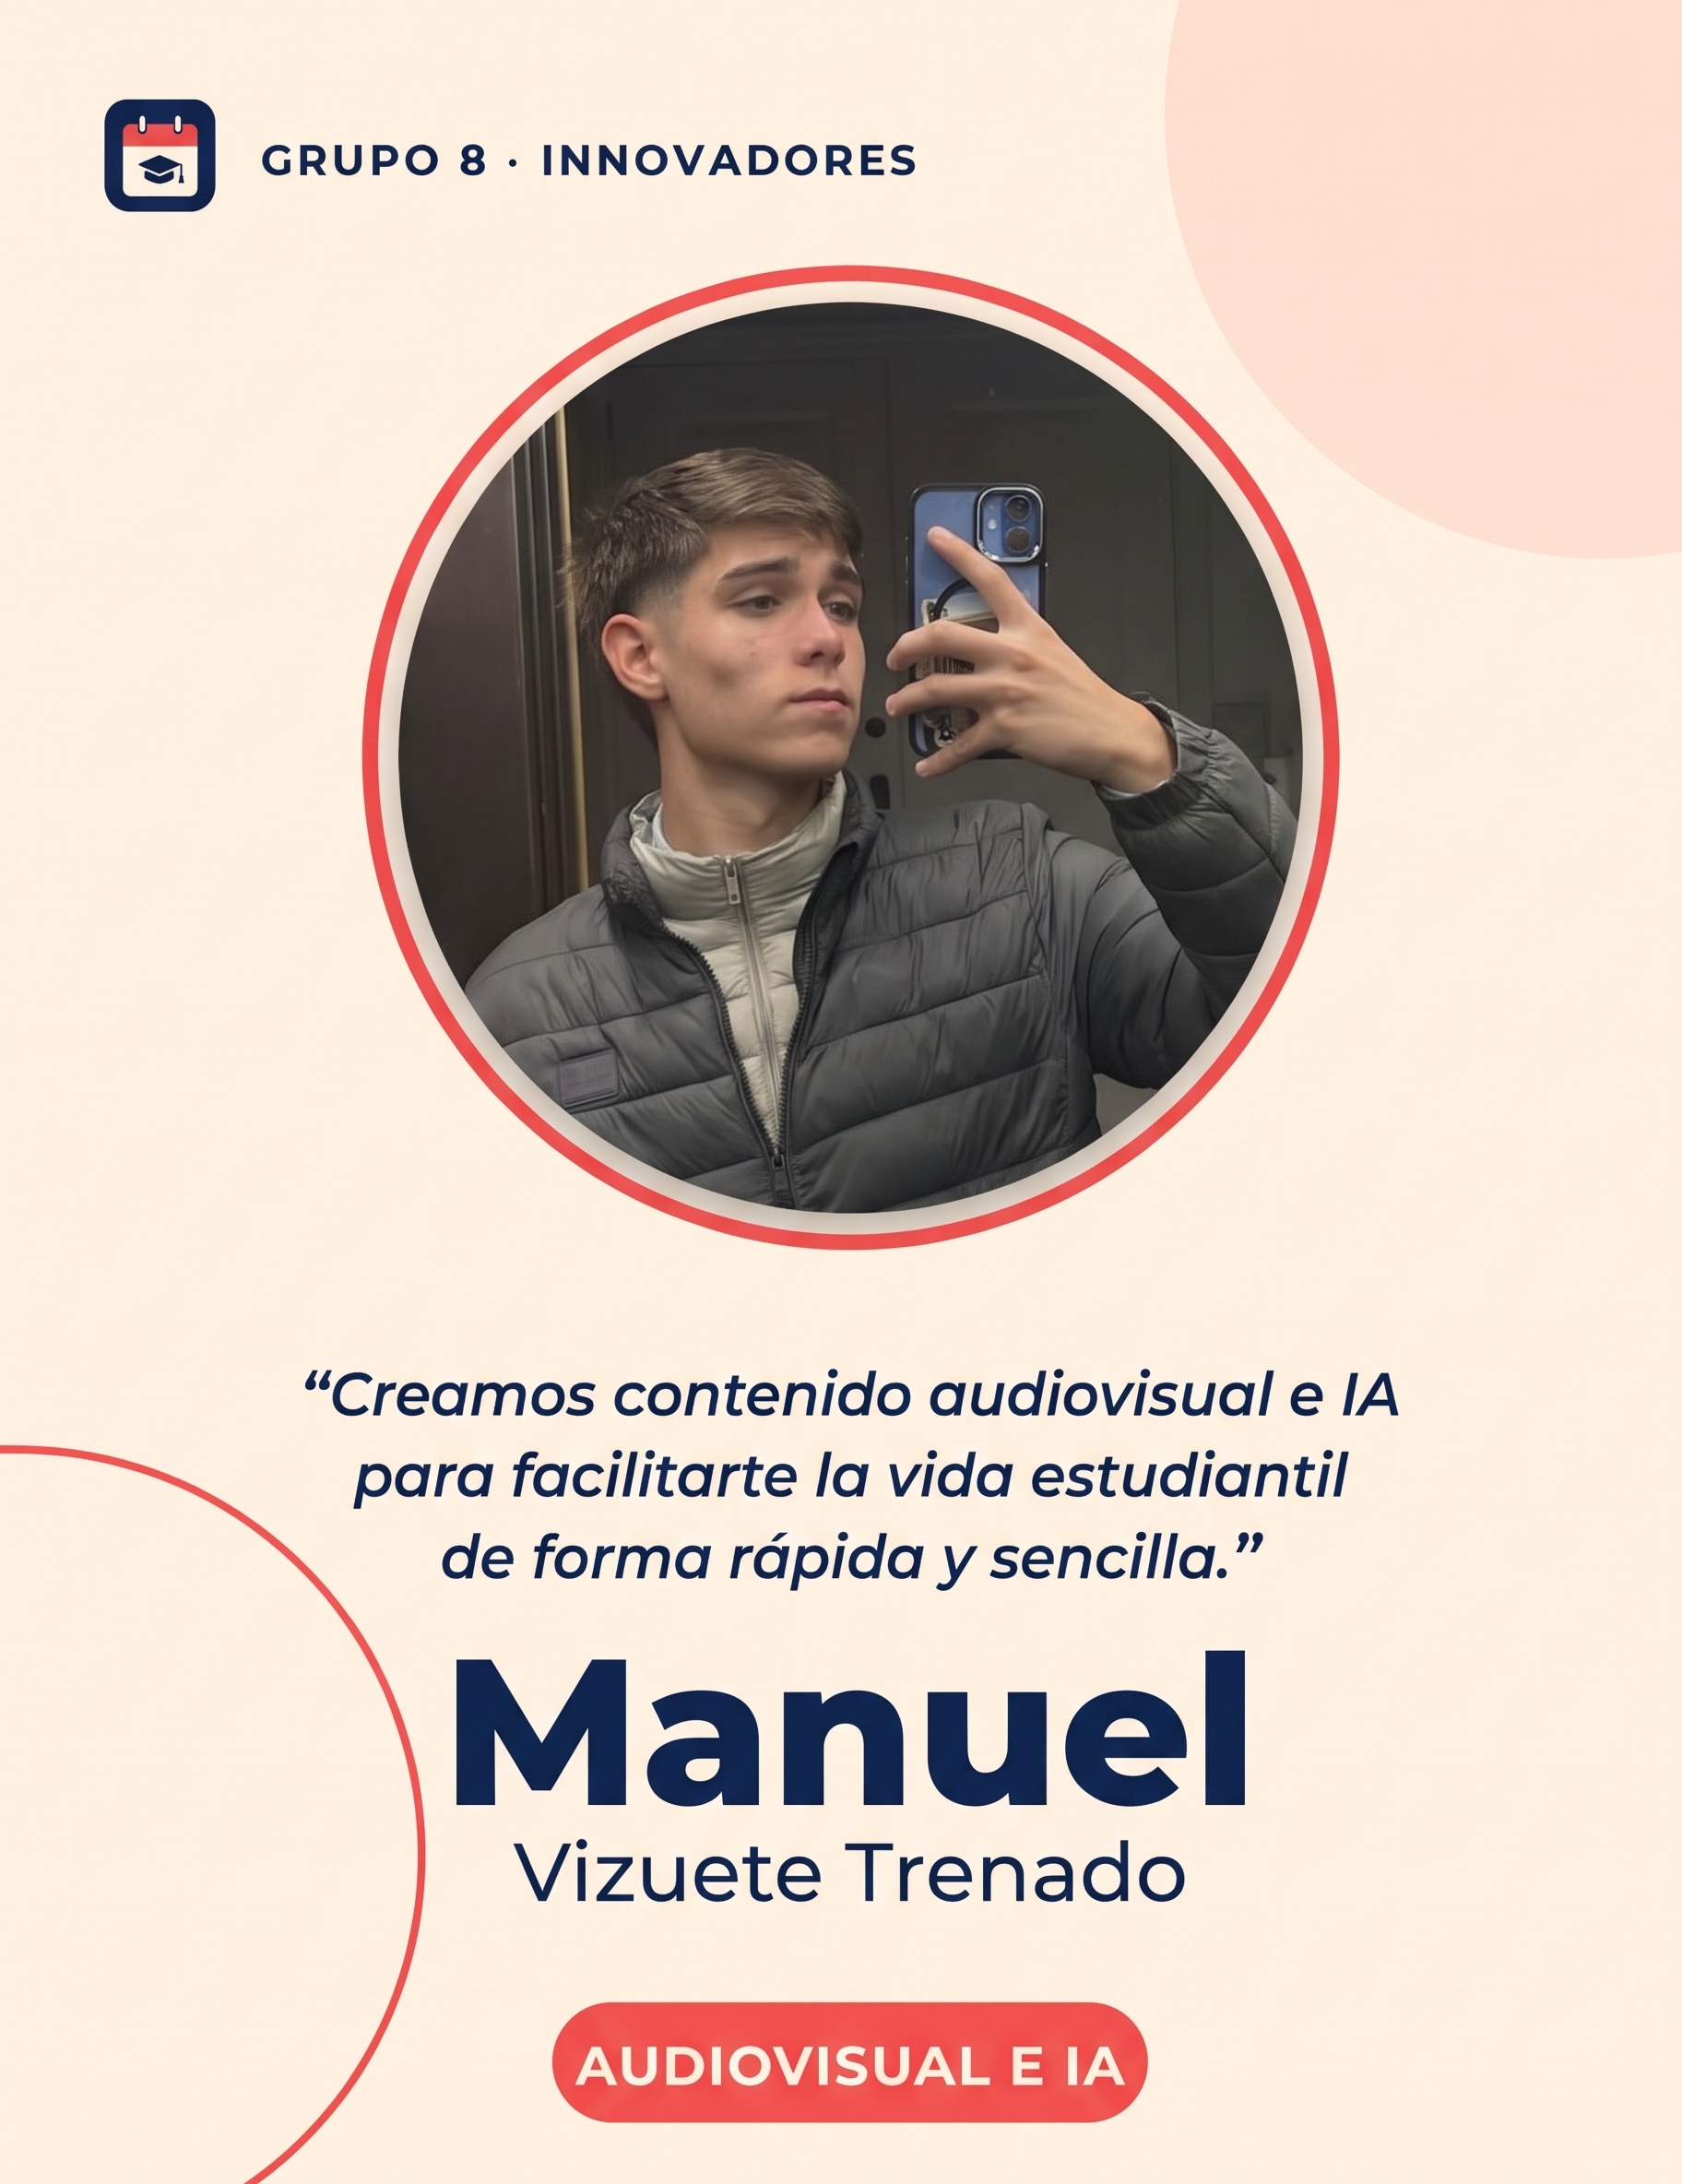 GRUPO 8 · INNOVADORES
“Creamos contenido audiovisual e IA
para facilitarte la vida estudiantil
de forma rápida y sencilla.”
Manuel
Vizuete Trenado
AUDIOVISUAL E IA